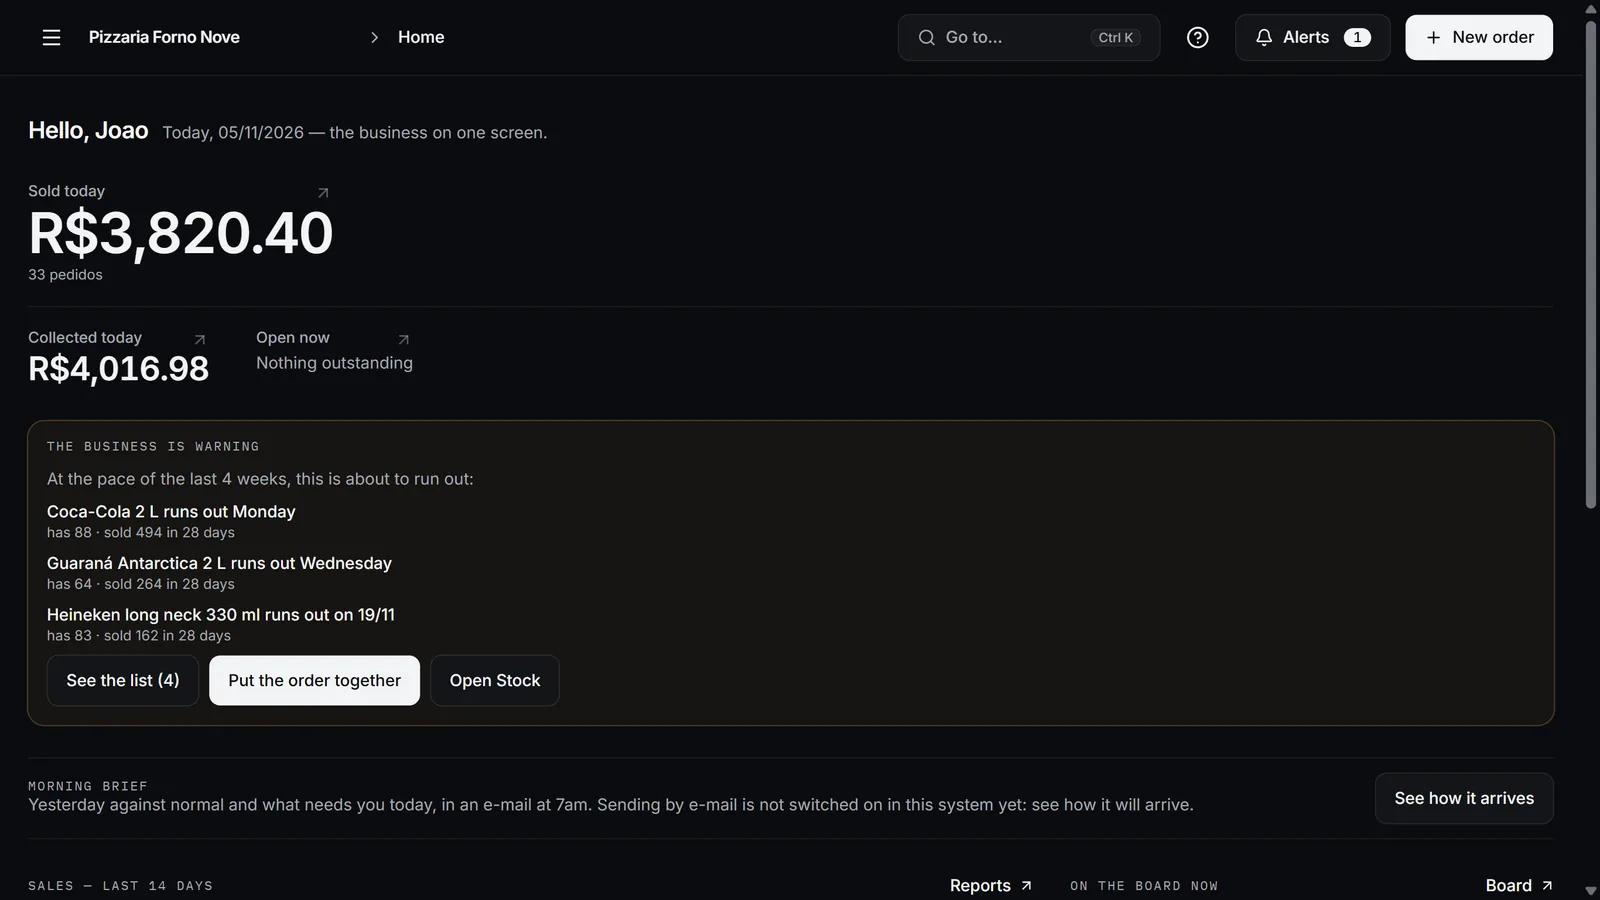 Pizzaria Forno Nove
Home
Go to...
Ctrl K
Alerts 1
New order
Hello, Joao Today, 05/11/2026 — the business on one screen.
Sold today
R$3,820.40
33 pedidos
Collected today
R$4,016.98
Open now
Nothing outstanding
THE BUSINESS IS WARNING
At the pace of the last 4 weeks, this is about to run out:
Coca-Cola 2 L runs out Monday
has 88 · sold 494 in 28 days
Guaraná Antarctica 2 L runs out Wednesday
has 64 · sold 264 in 28 days
Heineken long neck 330 ml runs out on 19/11
has 83 · sold 162 in 28 days
See the list (4)
Put the order together
Open Stock
MORNING BRIEF
Yesterday against normal and what needs you today, in an e-mail at 7am. Sending by e-mail is not switched on in this system yet: see how it will arrive.
See how it arrives
SALES — LAST 14 DAYS
Reports
ON THE BOARD NOW
Board